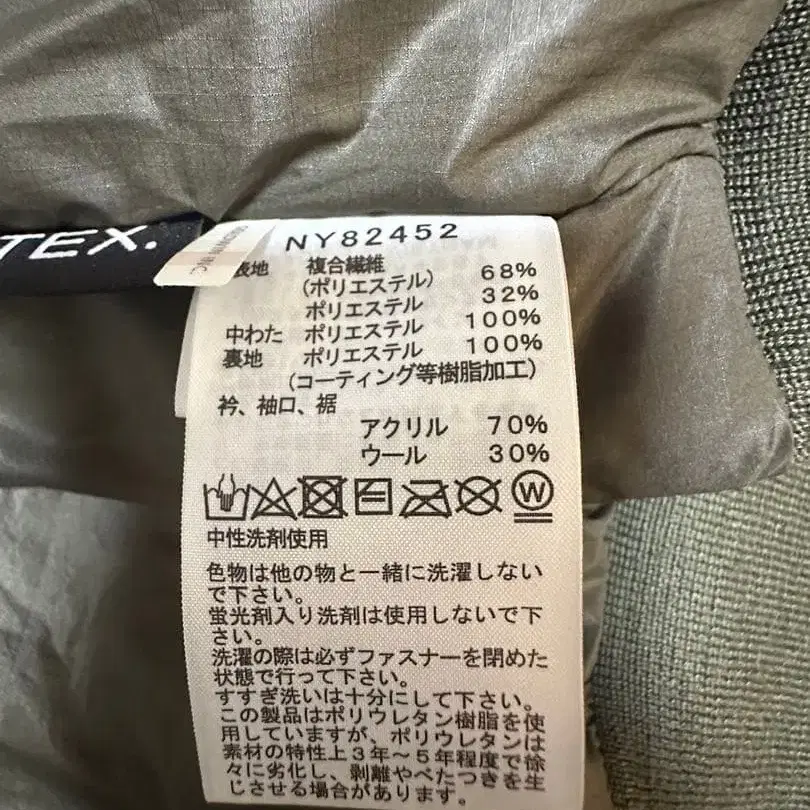 TEX.
GOLDWIN INC.
NY82452
表地 複合繊維
(ポリエステル) 68%
ポリエステル 32%
中わた ポリエステル 100%
裏地 ポリエステル 100%
(コーティング等樹脂加工)
衿、袖口、裾
アクリル 70%
ウール 30%
W
中性洗剤使用
色物は他の物と一緒に洗濯しない
で下さい。
蛍光剤入り洗剤は使用しないで下
さい。
洗濯の際は必ずファスナーを閉めた
状態で行って下さい。
すすぎ洗いは十分にして下さい。
この製品はポリウレタン樹脂を使
用していますが、ポリウレタンは
素材の特性上3年～5年程度で徐
々に劣化し、剥離やべたつきを生
じさせる場合があります。